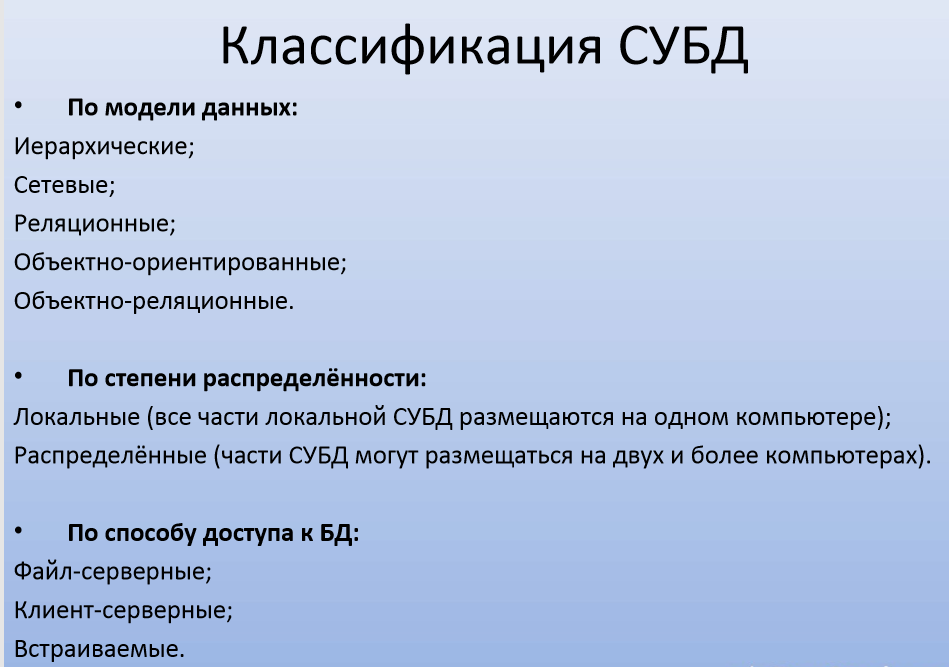 Классификация СУБД
• По модели данных:
Иерархические;
Сетевые;
Реляционные;
Объектно-ориентированные;
Объектно-реляционные.
• По степени распределённости:
Локальные (все части локальной СУБД размещаются на одном компьютере);
Распределённые (части СУБД могут размещаться на двух и более компьютерах).
• По способу доступа к БД:
Файл-серверные;
Клиент-серверные;
Встраиваемые.